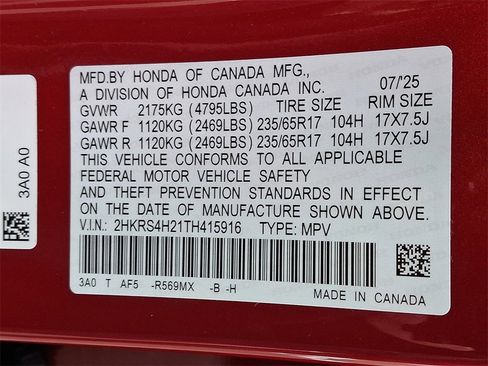 MFD.BY HONDA OF CANADA MFG., 07/'25
A DIVISION OF HONDA CANADA INC.
GVWR 2175KG (4795LBS) TIRE SIZE RIM SIZE
GAWR F 1120KG (2469LBS) 235/65R17 104H 17X7.5J
GAWR R 1120KG (2469LBS) 235/65R17 104H 17X7.5J
THIS VEHICLE CONFORMS TO ALL APPLICABLE
FEDERAL MOTOR VEHICLE SAFETY
AND THEFT PREVENTION STANDARDS IN EFFECT
ON THE DATE OF MANUFACTURE SHOWN ABOVE.
V.I.N.: 2HKRS4H21TH415916 TYPE: MPV
3A0 T AF5 -R569MX -B -H
MADE IN CANADA
3A0 A0